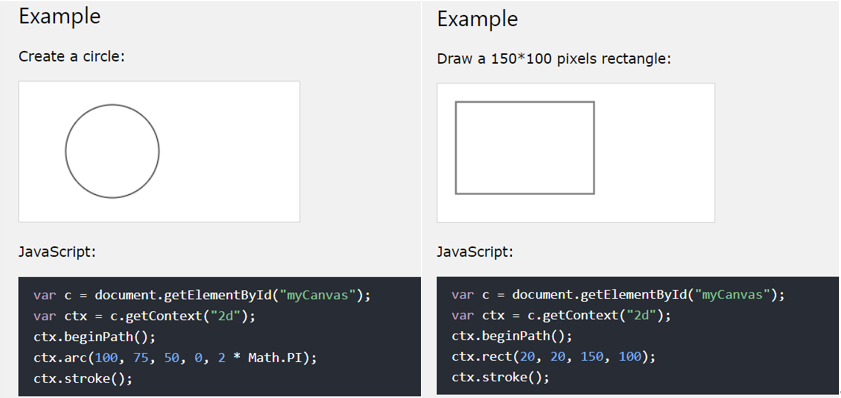 Example
Create a circle:
JavaScript:
var c = document.getElementById("myCanvas");
var ctx = c.getContext("2d");
ctx.beginPath();
ctx.arc(100, 75, 50, 0, 2 * Math.PI);
ctx.stroke();
Example
Draw a 150*100 pixels rectangle:
JavaScript:
var c = document.getElementById("myCanvas");
var ctx = c.getContext("2d");
ctx.beginPath();
ctx.rect(20, 20, 150, 100);
ctx.stroke();